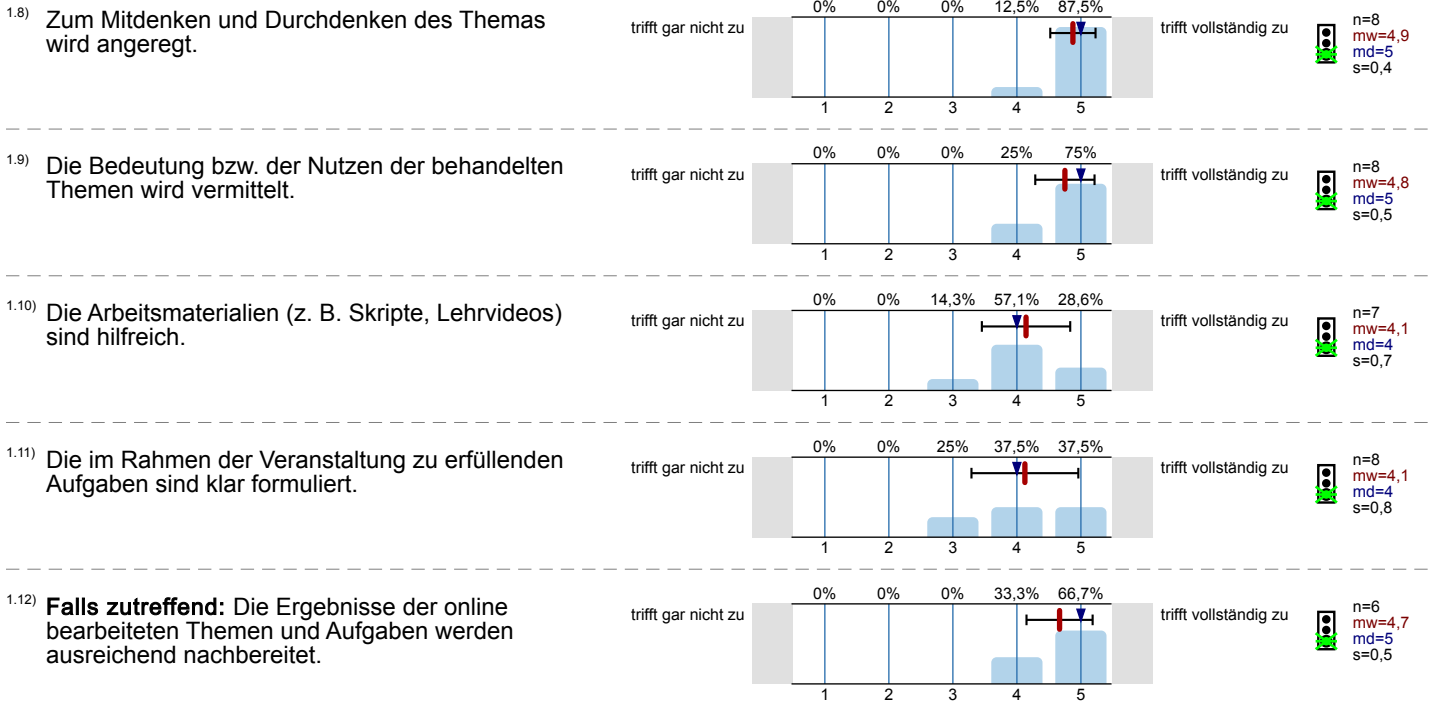 1.8) Zum Mitdenken und Durchdenken des Themas
wird angeregt.
trifft gar nicht zu
0% 0% 0% 12,5% 87,5%
1 2 3 4 5
trifft vollständig zu
n=8
mw=4,9
md=5
s=0,4
1.9) Die Bedeutung bzw. der Nutzen der behandelten
Themen wird vermittelt.
trifft gar nicht zu
0% 0% 0% 25% 75%
1 2 3 4 5
trifft vollständig zu
n=8
mw=4,8
md=5
s=0,5
1.10) Die Arbeitsmaterialien (z. B. Skripte, Lehrvideos)
sind hilfreich.
trifft gar nicht zu
0% 0% 14,3% 57,1% 28,6%
1 2 3 4 5
trifft vollständig zu
n=7
mw=4,1
md=4
s=0,7
1.11) Die im Rahmen der Veranstaltung zu erfüllenden
Aufgaben sind klar formuliert.
trifft gar nicht zu
0% 0% 25% 37,5% 37,5%
1 2 3 4 5
trifft vollständig zu
n=8
mw=4,1
md=4
s=0,8
1.12) Falls zutreffend: Die Ergebnisse der online
bearbeiteten Themen und Aufgaben werden
ausreichend nachbereitet.
trifft gar nicht zu
0% 0% 0% 33,3% 66,7%
1 2 3 4 5
trifft vollständig zu
n=6
mw=4,7
md=5
s=0,5